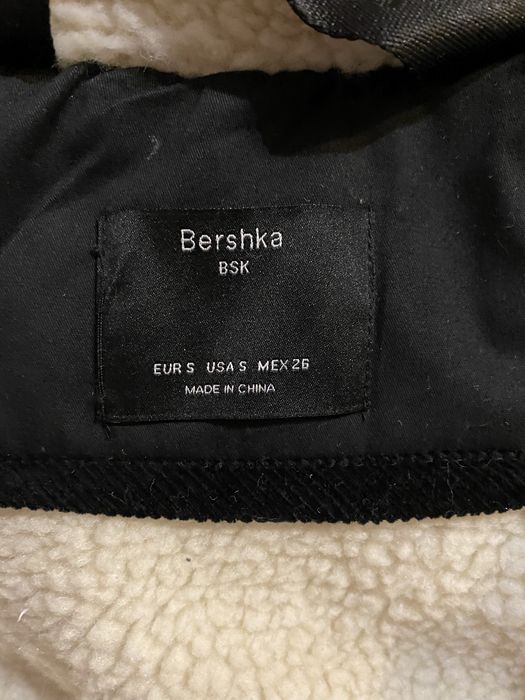 Bershka
BSK
EUR S USA S MEX 26
MADE IN CHINA